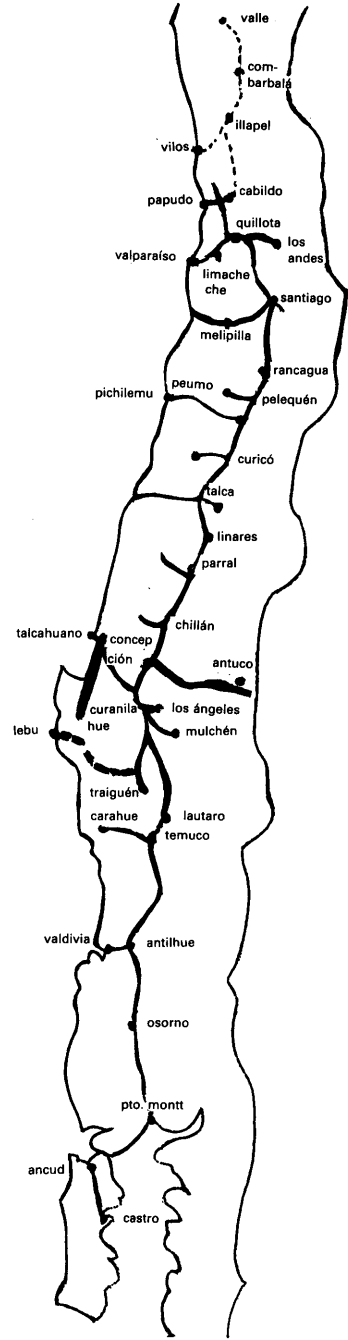 valle
com-
barbalá
illapel
vilos
cabildo
papudo
quillota
los
andes
valparaíso
limache
che
santiago
melipilla
rancagua
peumo
pichilemu
pelequén
curicó
talca
linares
parral
chillán
talcahuano
concep
ción
antuco
curanila
hue
los ángeles
lebu
mulchén
traiguén
carahue
lautaro
temuco
valdivia
antilhue
osorno
pto. montt
ancud
castro